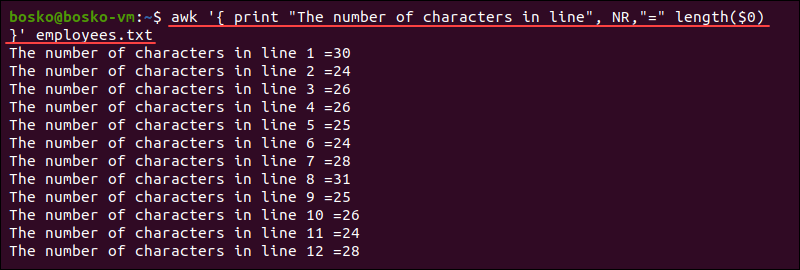 bosko@bosko-vm:~$ awk '{ print "The number of characters in line", NR,"=" length($0)
}' employees.txt
The number of characters in line 1 =30
The number of characters in line 2 =24
The number of characters in line 3 =26
The number of characters in line 4 =26
The number of characters in line 5 =25
The number of characters in line 6 =24
The number of characters in line 7 =28
The number of characters in line 8 =31
The number of characters in line 9 =25
The number of characters in line 10 =26
The number of characters in line 11 =24
The number of characters in line 12 =28